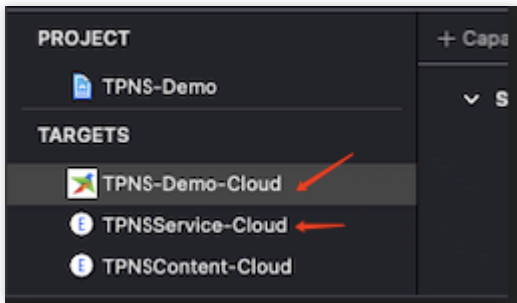 PROJECT
+ Capa
TPNS-Demo
S
TARGETS
TPNS-Demo-Cloud
E TPNSService-Cloud
E TPNSContent-Cloud